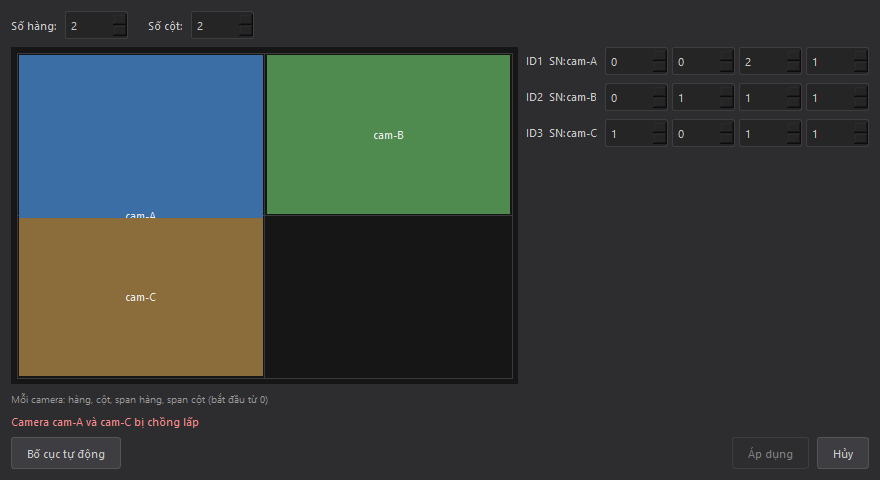 Số hàng: 2 Số cột: 2
ID1 SN:cam-A 0 0 2 1
cam-B
ID2 SN:cam-B 0 1 1 1
ID3 SN:cam-C 1 0 1 1
cam-A
cam-C
Mỗi camera: hàng, cột, span hàng, span cột (bắt đầu từ 0)
Camera cam-A và cam-C bị chồng lấp
Bố cục tự động Áp dụng Hủy